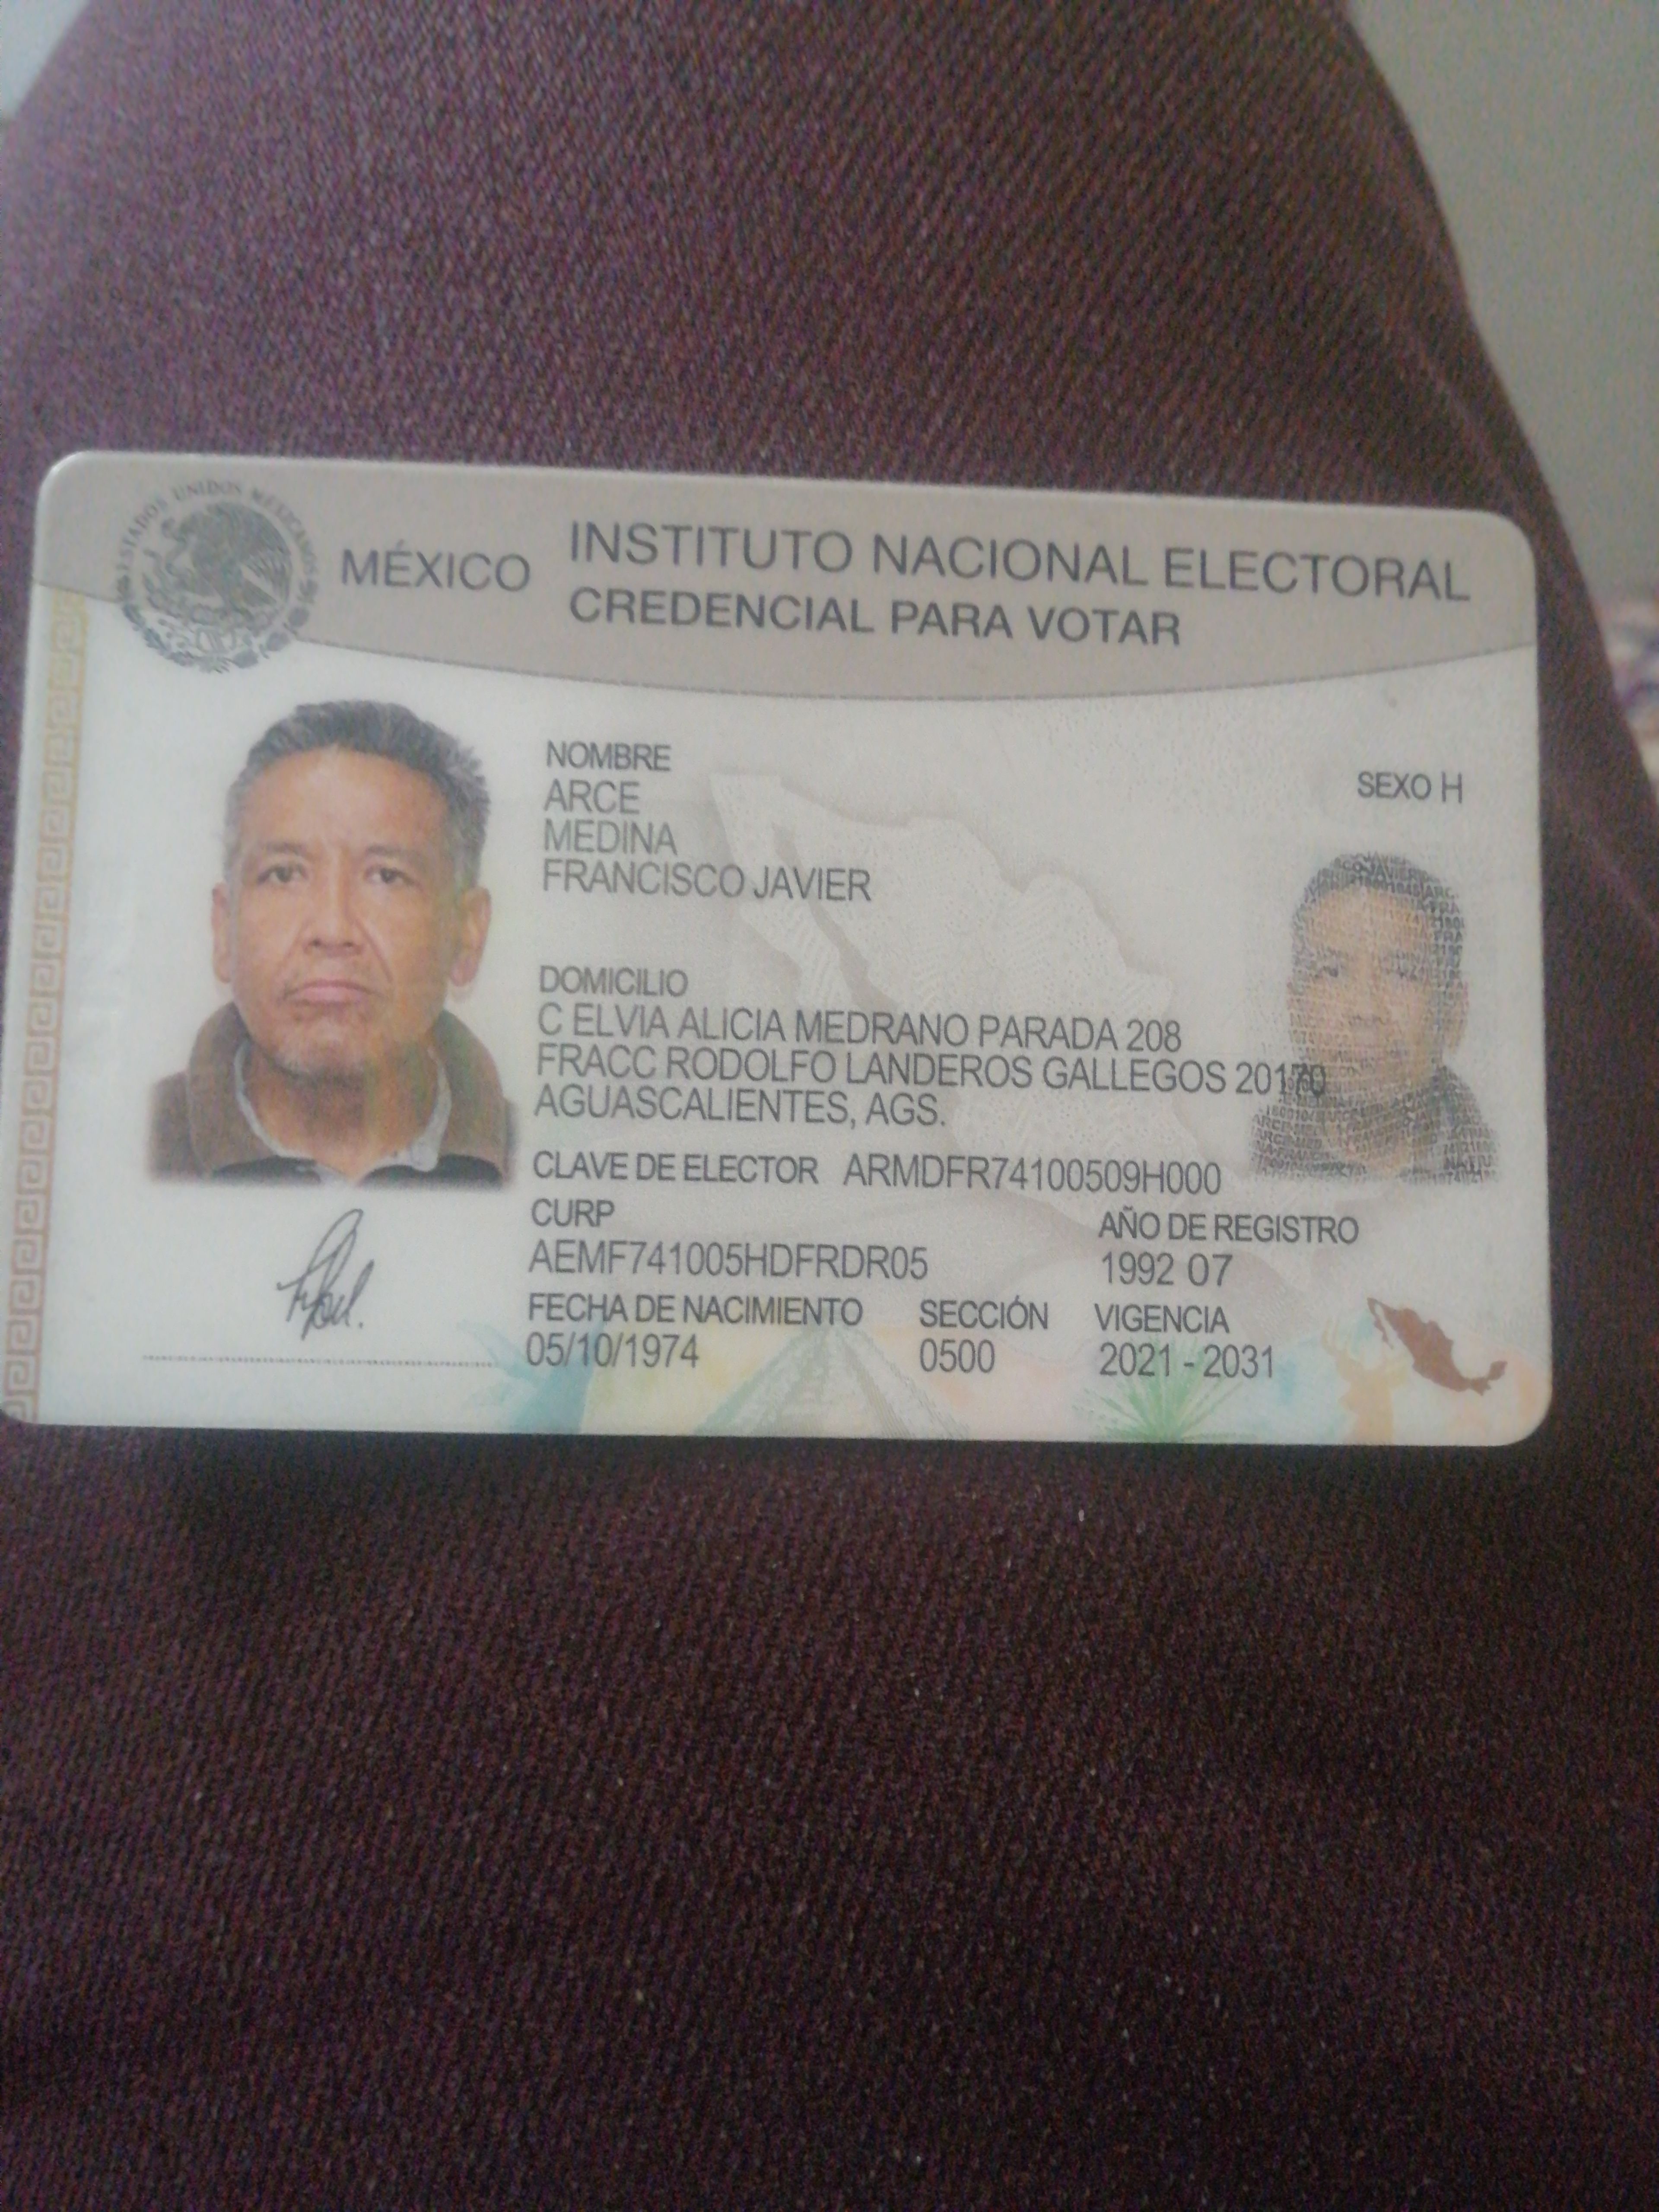 ESTADOS UNIDOS MEXICANOS
MÉXICO
INSTITUTO NACIONAL ELECTORAL
CREDENCIAL PARA VOTAR
NOMBRE
ARCE
MEDINA
FRANCISCO JAVIER
SEXO H
DOMICILIO
C ELVIA ALICIA MEDRANO PARADA 208
FRACC RODOLFO LANDEROS GALLEGOS 20170
AGUASCALIENTES, AGS.
CLAVE DE ELECTOR ARMDFR74100509H000
CURP
AEMF741005HDFRDR05
AÑO DE REGISTRO
1992 07
FECHA DE NACIMIENTO
05/10/1974
SECCIÓN
0500
VIGENCIA
2021 - 2031